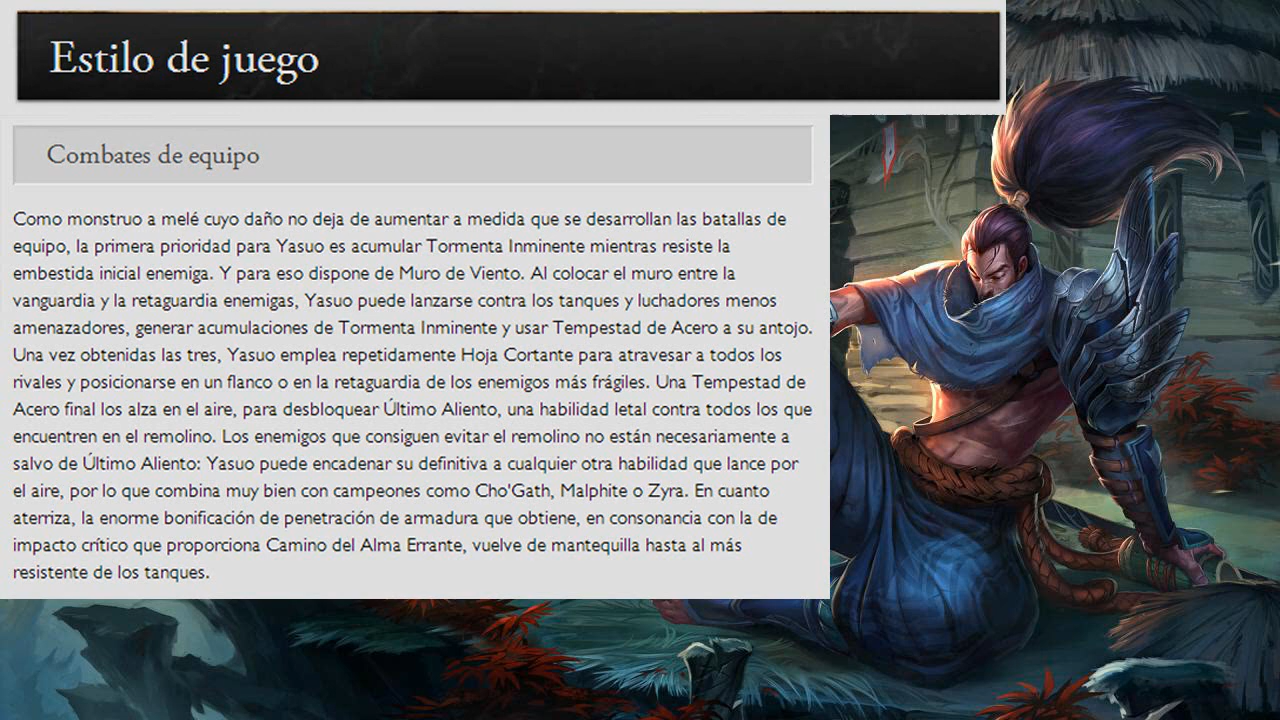 Estilo de juego
Combates de equipo
Como monstruo a melé cuyo daño no deja de aumentar a medida que se desarrollan las batallas de
equipo, la primera prioridad para Yasuo es acumular Tormenta Inminente mientras resiste la
embestida inicial enemiga. Y para eso dispone de Muro de Viento. Al colocar el muro entre la
vanguardia y la retaguardia enemigas, Yasuo puede lanzarse contra los tanques y luchadores menos
amenazadores, generar acumulaciones de Tormenta Inminente y usar Tempestad de Acero a su antojo.
Una vez obtenidas las tres, Yasuo emplea repetidamente Hoja Cortante para atravesar a todos los
rivales y posicionarse en un flanco o en la retaguardia de los enemigos más frágiles. Una Tempestad de
Acero final los alza en el aire, para desbloquear Último Aliento, una habilidad letal contra todos los que
encuentren en el remolino. Los enemigos que consiguen evitar el remolino no están necesariamente a
salvo de Último Aliento: Yasuo puede encadenar su definitiva a cualquier otra habilidad que lance por
el aire, por lo que combina muy bien con campeones como Cho'Gath, Malphite o Zyra. En cuanto
aterriza, la enorme bonificación de penetración de armadura que obtiene, en consonancia con la de
impacto crítico que proporciona Camino del Alma Errante, vuelve de mantequilla hasta al más
resistente de los tanques.